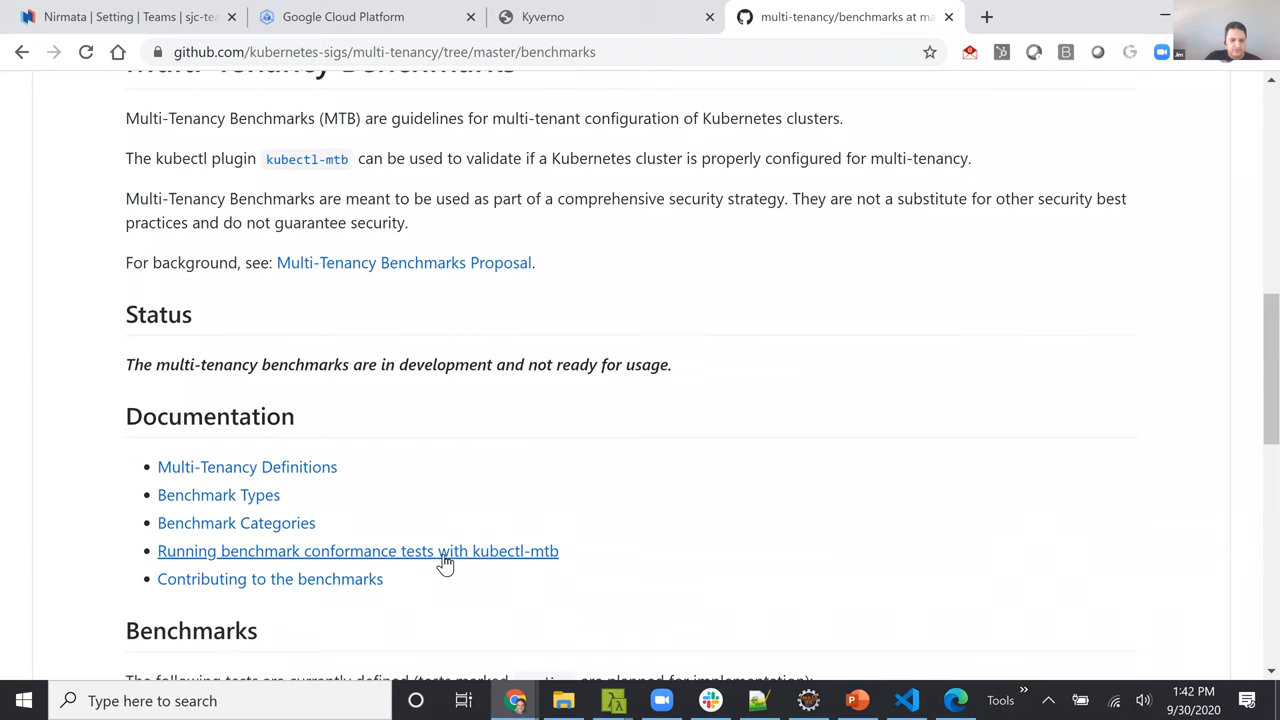 Nirmata | Setting | Teams | sjc-tea
Google Cloud Platform
Kyverno
multi-tenancy/benchmarks at ma
github.com/kubernetes-sigs/multi-tenancy/tree/master/benchmarks
Jim
Multi-Tenancy Benchmarks
Multi-Tenancy Benchmarks (MTB) are guidelines for multi-tenant configuration of Kubernetes clusters.
The kubectl plugin kubectl-mtb can be used to validate if a Kubernetes cluster is properly configured for multi-tenancy.
Multi-Tenancy Benchmarks are meant to be used as part of a comprehensive security strategy. They are not a substitute for other security best
practices and do not guarantee security.
For background, see: Multi-Tenancy Benchmarks Proposal.
Status
The multi-tenancy benchmarks are in development and not ready for usage.
Documentation
• Multi-Tenancy Definitions
• Benchmark Types
• Benchmark Categories
• Running benchmark conformance tests with kubectl-mtb
• Contributing to the benchmarks
Benchmarks
Type here to search
Tools
1:42 PM
9/30/2020